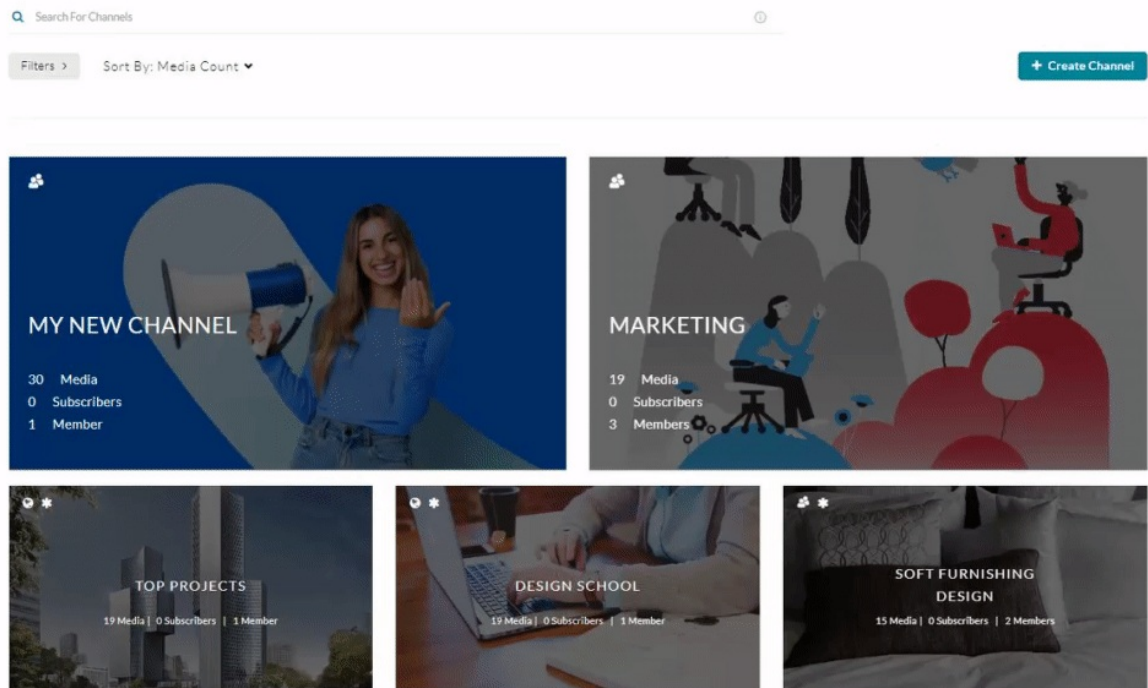 Search For Channels
Filters >
Sort By: Media Count
+ Create Channel
MY NEW CHANNEL
30 Media
0 Subscribers
1 Member
MARKETING
19 Media
0 Subscribers
3 Members
TOP PROJECTS
19 Media | 0 Subscribers | 1 Member
DESIGN SCHOOL
19 Media | 0 Subscribers | 1 Member
SOFT FURNISHING
DESIGN
15 Media | 0 Subscribers | 2 Members